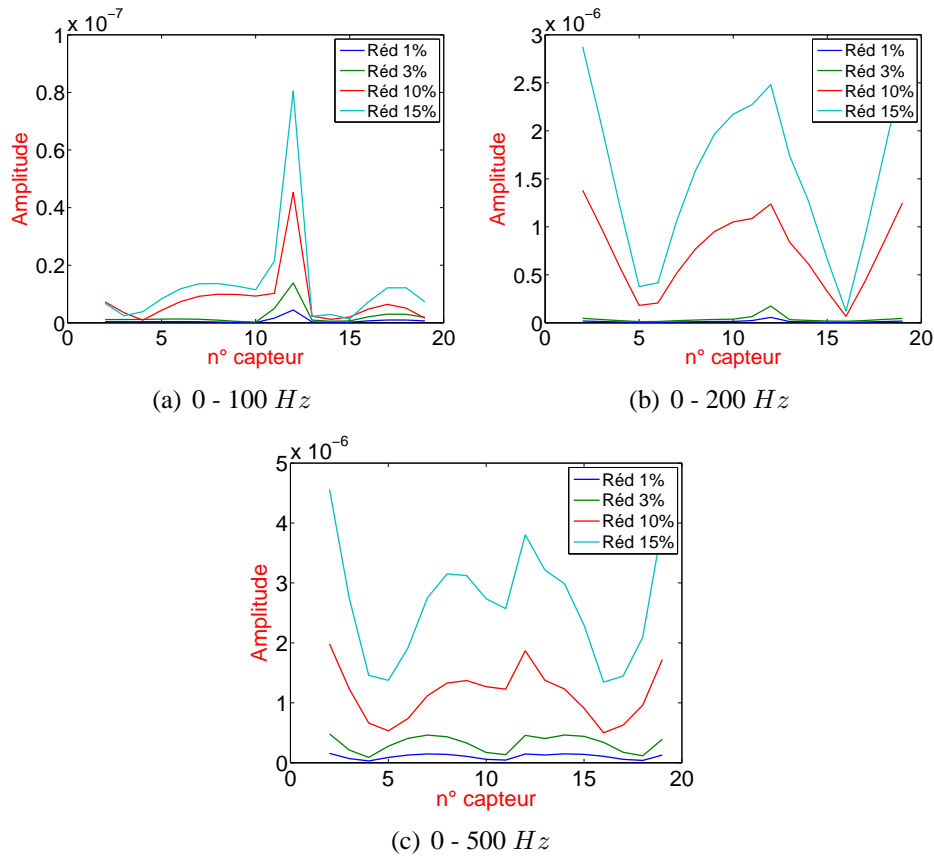 x 10^-7
1
0.8
0.6
0.4
0.2
0
0 5 10 15 20
Amplitude
n° capteur
Réd 1%
Réd 3%
Réd 10%
Réd 15%
(a) 0 - 100 Hz
x 10^-6
3
2.5
2
1.5
1
0.5
0
0 5 10 15 20
Amplitude
n° capteur
Réd 1%
Réd 3%
Réd 10%
Réd 15%
(b) 0 - 200 Hz
x 10^-6
5
4
3
2
1
0
0 5 10 15 20
Amplitude
n° capteur
Réd 1%
Réd 3%
Réd 10%
Réd 15%
(c) 0 - 500 Hz